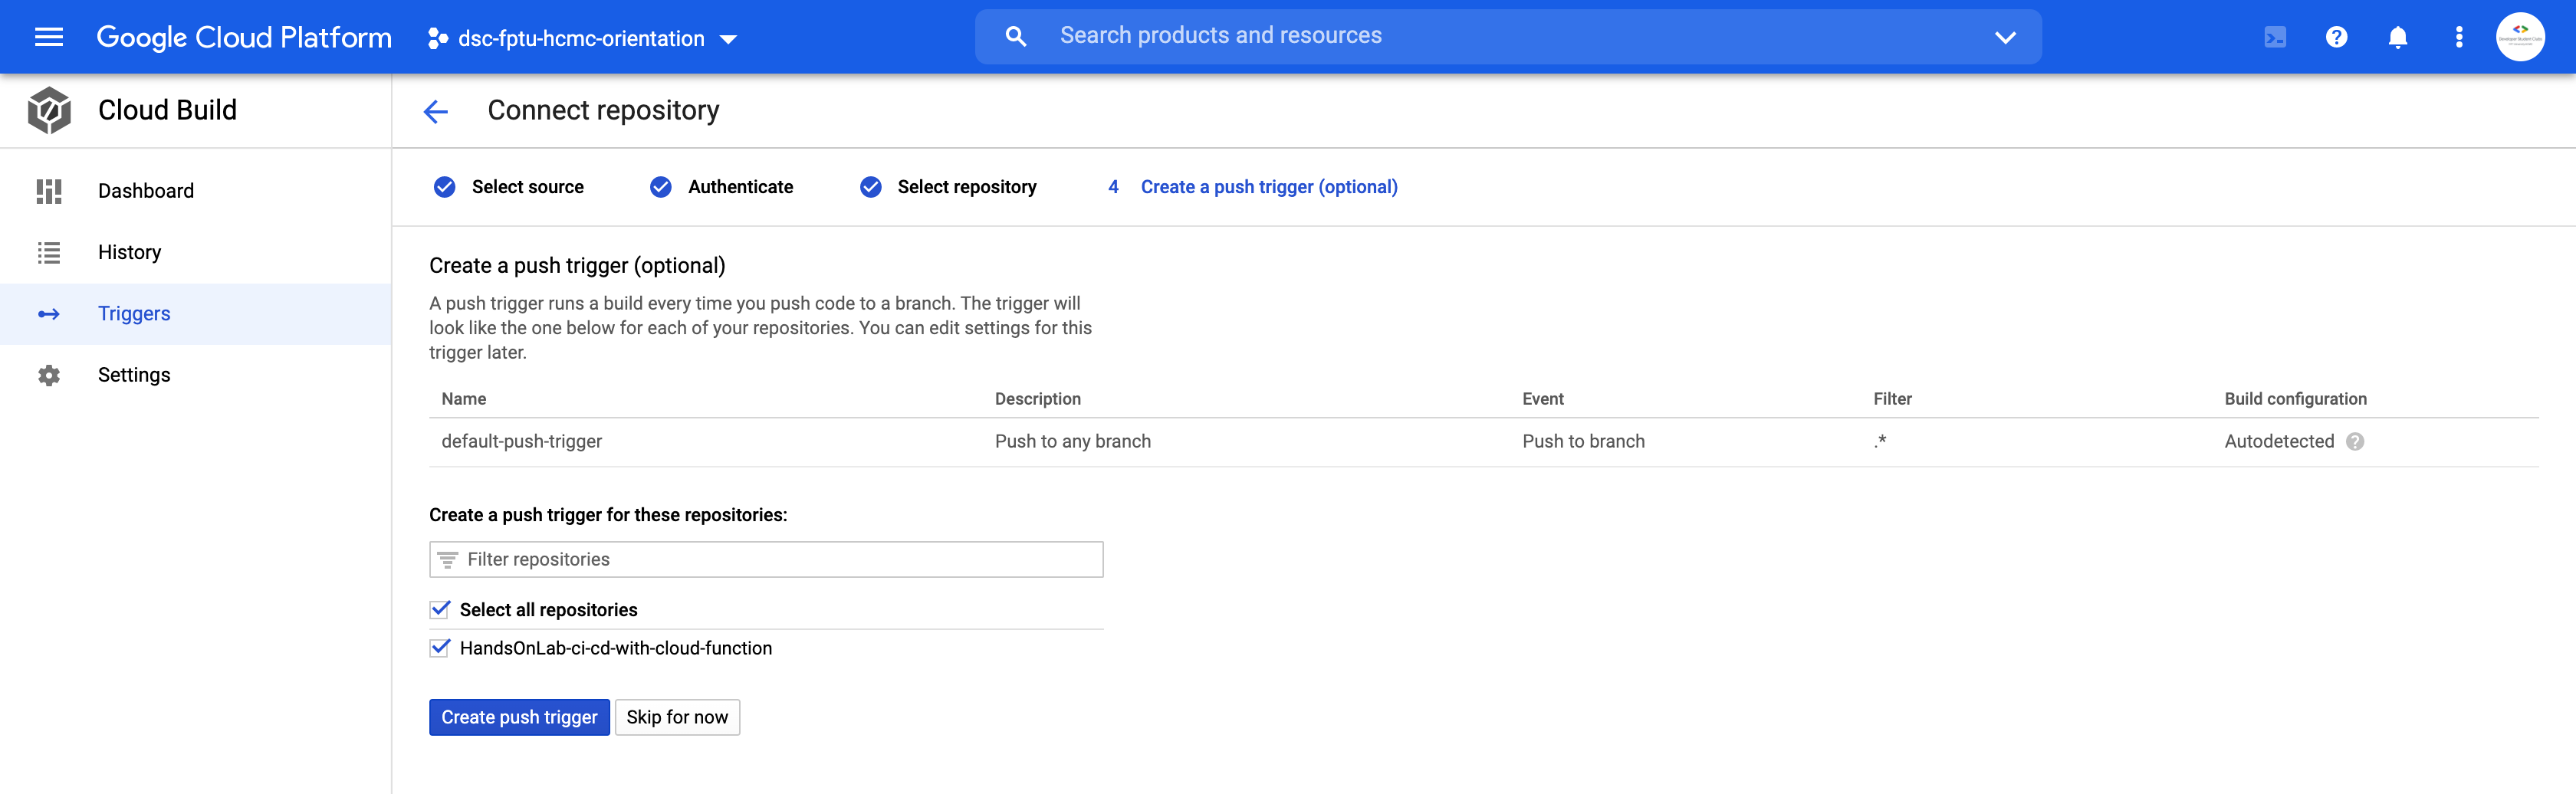 Google Cloud Platform
dsc-fptu-hcmc-orientation
Search products and resources
Cloud Build
Connect repository
Dashboard
History
Triggers
Settings
Select source
Authenticate
Select repository
4 Create a push trigger (optional)
Create a push trigger (optional)
A push trigger runs a build every time you push code to a branch. The trigger will
look like the one below for each of your repositories. You can edit settings for this
trigger later.
Name Description Event Filter Build configuration
default-push-trigger Push to any branch Push to branch .* Autodetected
Create a push trigger for these repositories:
Filter repositories
Select all repositories
HandsOnLab-ci-cd-with-cloud-function
Create push trigger Skip for now